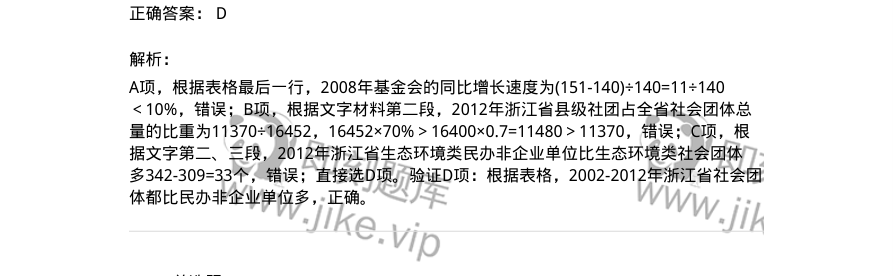 正确答案： D
解析：
A项，根据表格最后一行，2008年基金会的同比增长速度为(151-140)÷140=11÷140
＜10%，错误；B项，根据文字材料第二段，2012年浙江省县级社团占全省社会团体总
量的比重为11370÷16452，16452×70%＞16400×0.7=11480＞11370，错误；C项，根
据文字第二、三段，2012年浙江省生态环境类民办非企业单位比生态环境类社会团体
多342-309=33个，错误；直接选D项。验证D项：根据表格，2002-2012年浙江省社会团
体都比民办非企业单位多，正确。
即刻题库
www.jike.vip
即刻
www.jik